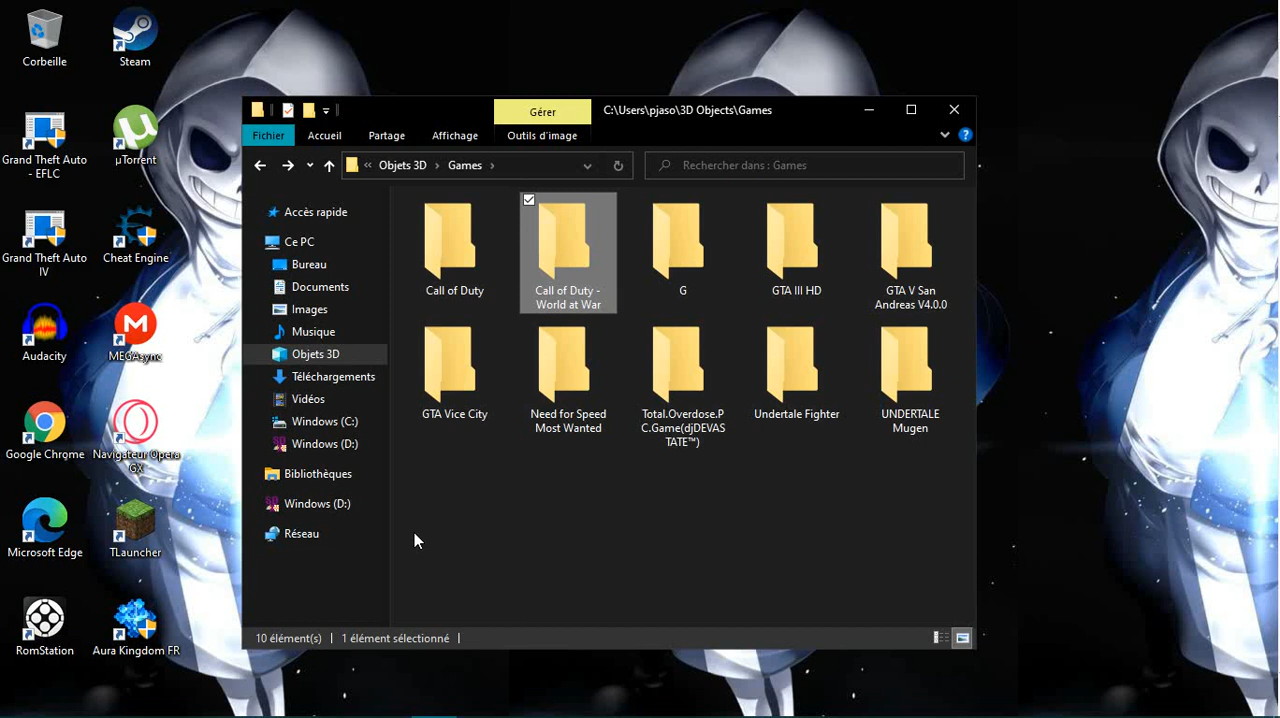 Corbeille
Steam
Grand Theft Auto
- EFLC
µTorrent
Grand Theft Auto
IV
Cheat Engine
Audacity
MEGAsync
Google Chrome
Navigateur Opera
GX
Microsoft Edge
TLauncher
RomStation
Aura Kingdom FR
Gérer
C:\Users\pjaso\3D Objects\Games
Fichier
Accueil
Partage
Affichage
Outils d'image
« Objets 3D › Games ›
Rechercher dans : Games
Accès rapide
Ce PC
Bureau
Documents
Images
Musique
Objets 3D
Téléchargements
Vidéos
Windows (C:)
Windows (D:)
Bibliothèques
Windows (D:)
Réseau
Call of Duty
Call of Duty -
World at War
G
GTA III HD
GTA V San
Andreas V4.0.0
GTA Vice City
Need for Speed
Most Wanted
Total.Overdose.P
C.Game(djDEVAS
TATE™)
Undertale Fighter
UNDERTALE
Mugen
10 élément(s)
1 élément sélectionné